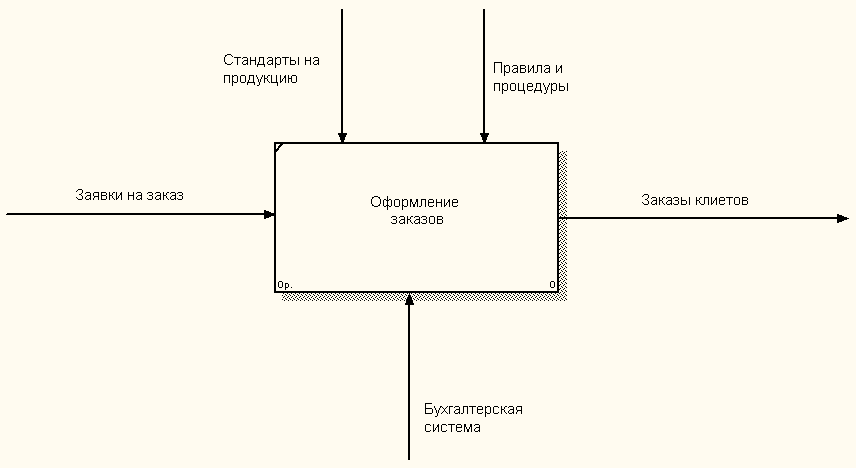 Стандарты на
продукцию
Правила и
процедуры
Заявки на заказ
Оформление
заказов
Заказы клиетов
0р.
0
Бухгалтерская
система